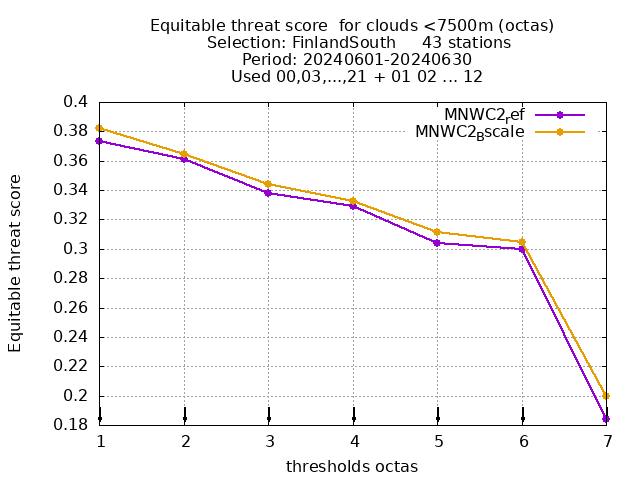 Equitable threat score  for clouds <7500m (octas)
Selection: FinlandSouth     43 stations
Period: 20240601-20240630
Used 00,03,...,21 + 01 02 ... 12
MNWC2ref
MNWC2Bscale
Equitable threat score
0.4
0.38
0.36
0.34
0.32
0.3
0.28
0.26
0.24
0.22
0.2
0.18
1 2 3 4 5 6 7
thresholds octas